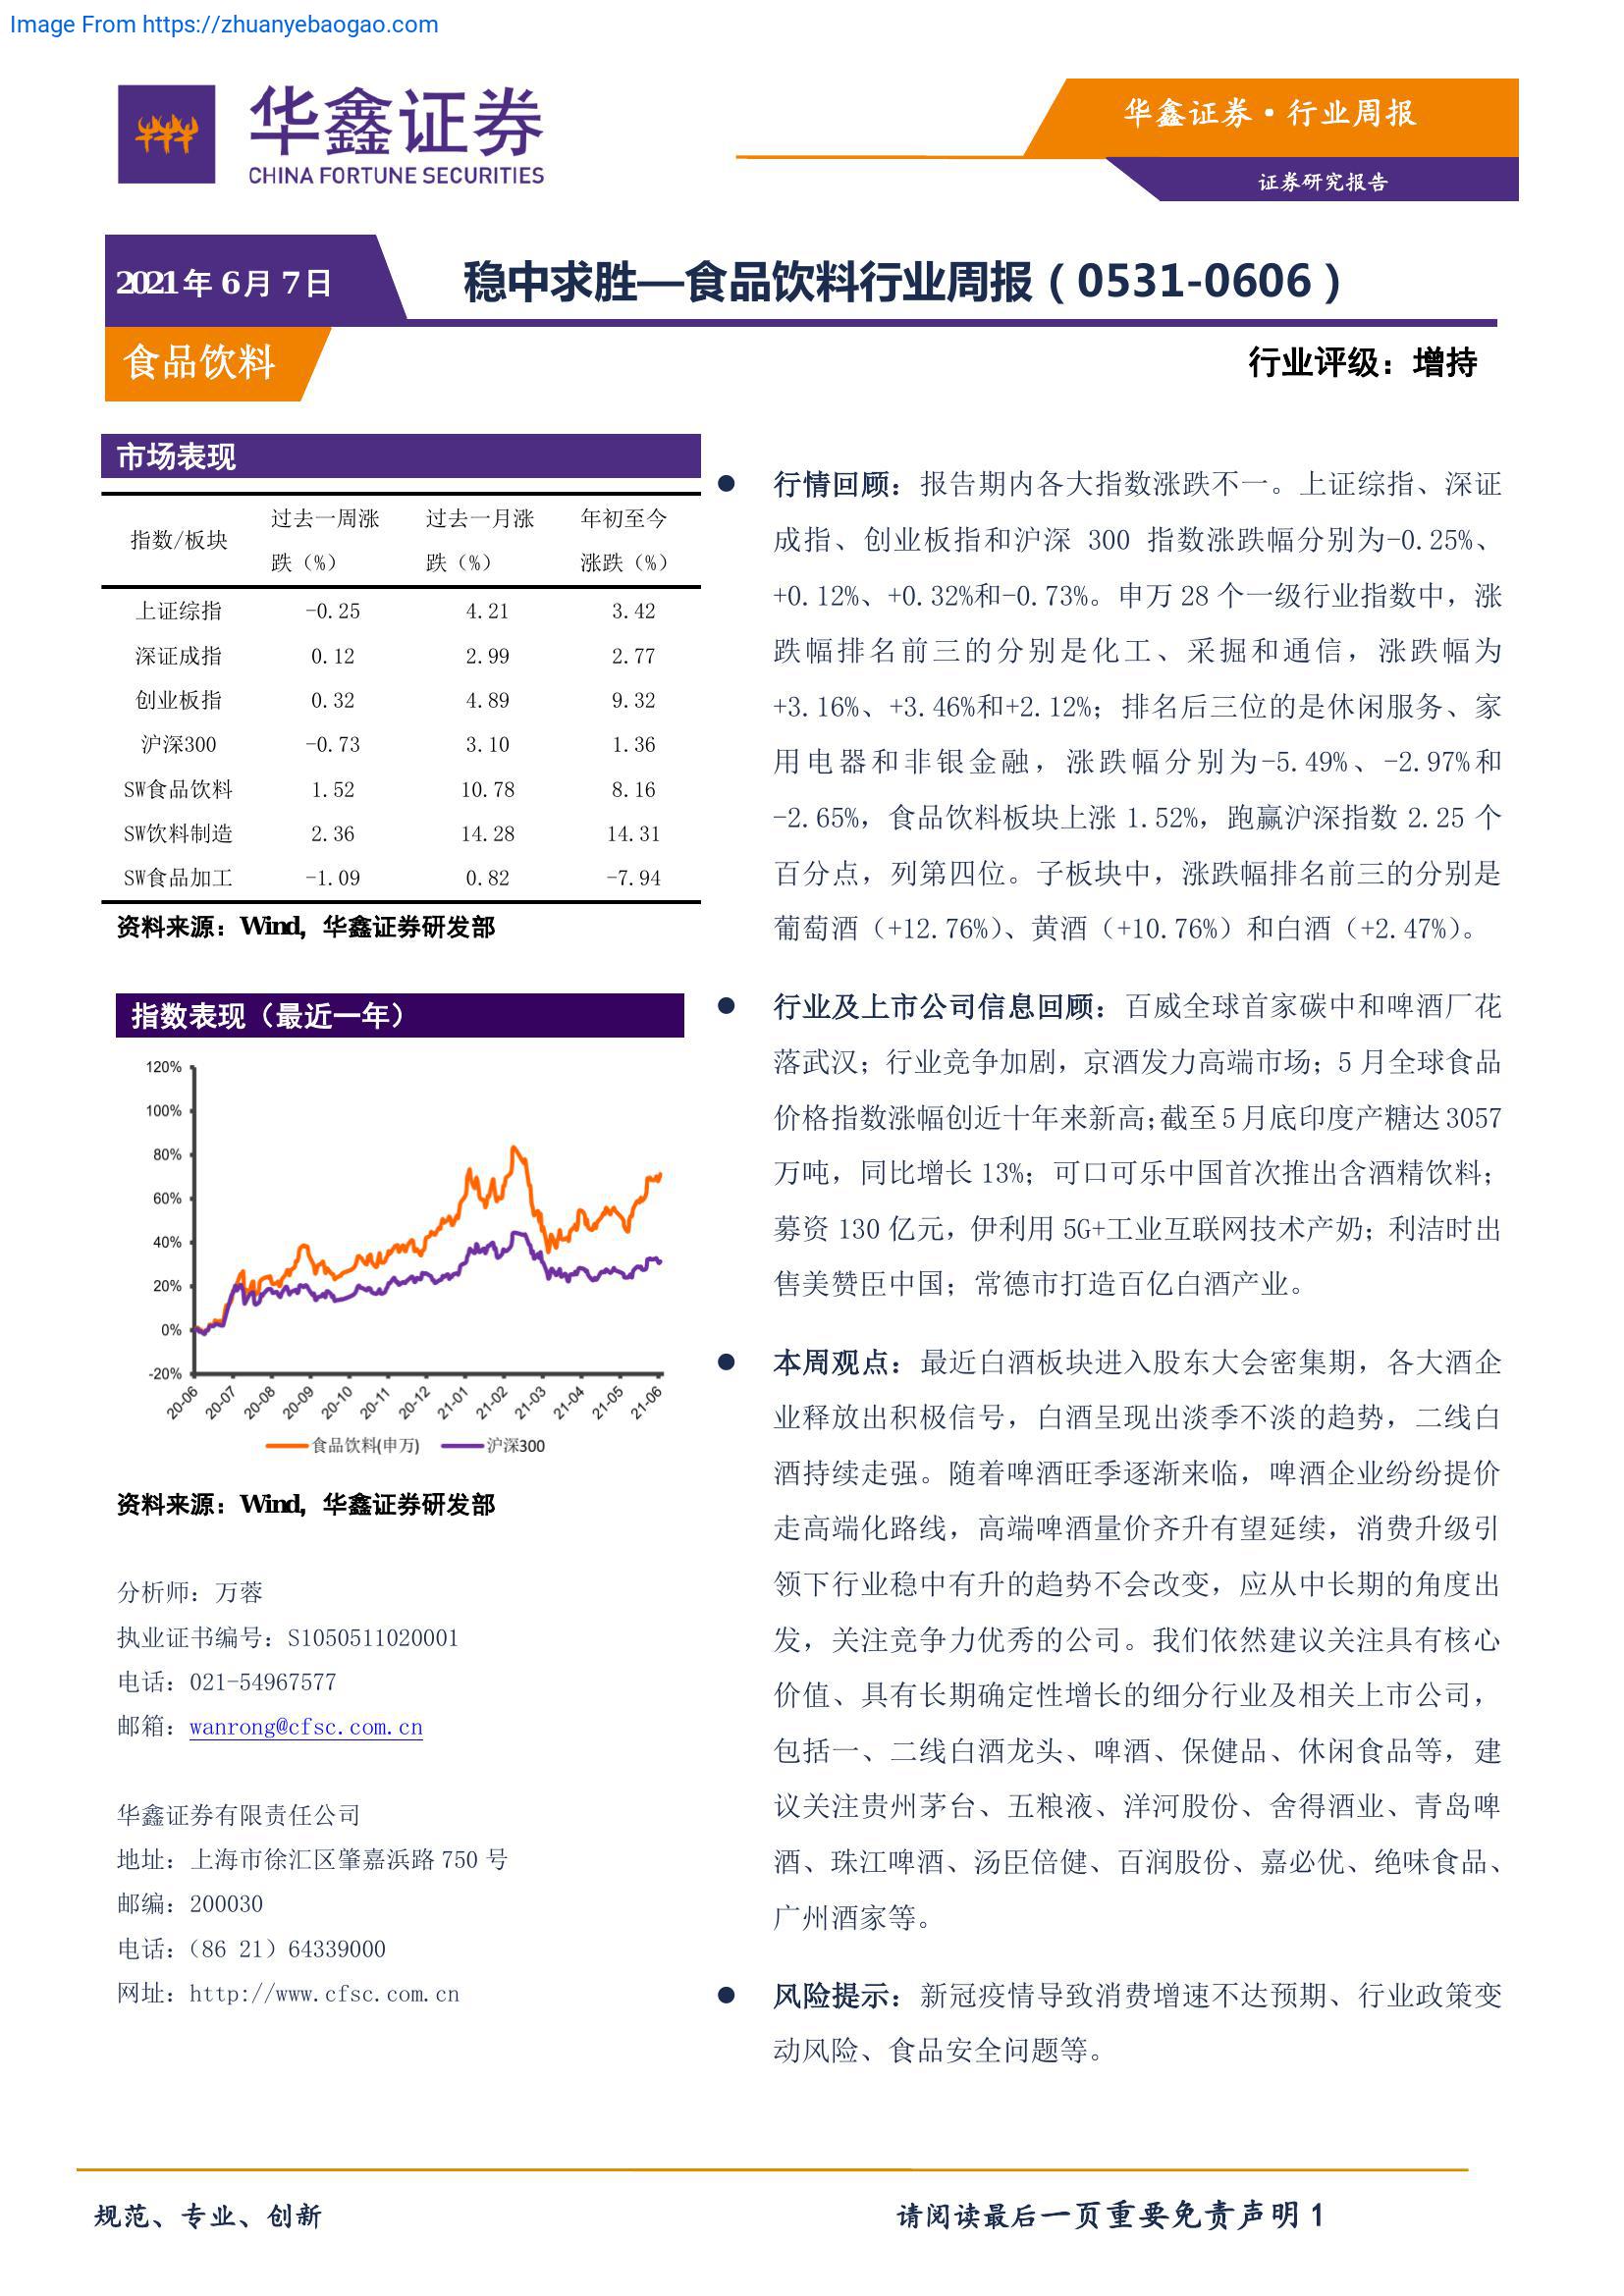 Image From https://zhuanyebaogao.com
华鑫证券
CHINA FORTUNE SECURITIES
华鑫证券·行业周报
证券研究报告
2021年6月7日
稳中求胜—食品饮料行业周报（0531-0606）
食品饮料
行业评级：增持
市场表现
指数/板块 过去一周涨跌（%） 过去一月涨跌（%） 年初至今涨跌（%）
上证综指 -0.25 4.21 3.42
深证成指 0.12 2.99 2.77
创业板指 0.32 4.89 9.32
沪深300 -0.73 3.10 1.36
SW食品饮料 1.52 10.78 8.16
SW饮料制造 2.36 14.28 14.31
SW食品加工 -1.09 0.82 -7.94
资料来源：Wind，华鑫证券研发部
指数表现（最近一年）
120%
100%
80%
60%
40%
20%
0%
-20%
20-06 20-07 20-08 20-09 20-10 20-11 20-12 21-01 21-02 21-03 21-04 21-05 21-06
食品饮料(申万) 沪深300
资料来源：Wind，华鑫证券研发部
分析师：万蓉
执业证书编号：S1050511020001
电话：021-54967577
邮箱：wanrong@cfsc.com.cn
华鑫证券有限责任公司
地址：上海市徐汇区肇嘉浜路 750 号
邮编：200030
电话：（86 21）64339000
网址：http://www.cfsc.com.cn
● 行情回顾：报告期内各大指数涨跌不一。上证综指、深证
成指、创业板指和沪深 300 指数涨跌幅分别为-0.25%、
+0.12%、+0.32%和-0.73%。申万 28 个一级行业指数中，涨
跌幅排名前三的分别是化工、采掘和通信，涨跌幅为
+3.16%、+3.46%和+2.12%；排名后三位的是休闲服务、家
用电器和非银金融，涨跌幅分别为-5.49%、-2.97%和
-2.65%，食品饮料板块上涨 1.52%，跑赢沪深指数 2.25 个
百分点，列第四位。子板块中，涨跌幅排名前三的分别是
葡萄酒（+12.76%）、黄酒（+10.76%）和白酒（+2.47%）。
● 行业及上市公司信息回顾：百威全球首家碳中和啤酒厂花
落武汉；行业竞争加剧，京酒发力高端市场；5 月全球食品
价格指数涨幅创近十年来新高；截至 5 月底印度产糖达 3057
万吨，同比增长 13%；可口可乐中国首次推出含酒精饮料；
募资 130 亿元，伊利用 5G+工业互联网技术产奶；利洁时出
售美赞臣中国；常德市打造百亿白酒产业。
● 本周观点：最近白酒板块进入股东大会密集期，各大酒企
业释放出积极信号，白酒呈现出淡季不淡的趋势，二线白
酒持续走强。随着啤酒旺季逐渐来临，啤酒企业纷纷提价
走高端化路线，高端啤酒量价齐升有望延续，消费升级引
领下行业稳中有升的趋势不会改变，应从中长期的角度出
发，关注竞争力优秀的公司。我们依然建议关注具有核心
价值、具有长期确定性增长的细分行业及相关上市公司，
包括一、二线白酒龙头、啤酒、保健品、休闲食品等，建
议关注贵州茅台、五粮液、洋河股份、舍得酒业、青岛啤
酒、珠江啤酒、汤臣倍健、百润股份、嘉必优、绝味食品、
广州酒家等。
● 风险提示：新冠疫情导致消费增速不达预期、行业政策变
动风险、食品安全问题等。
规范、专业、创新
请阅读最后一页重要免责声明 1